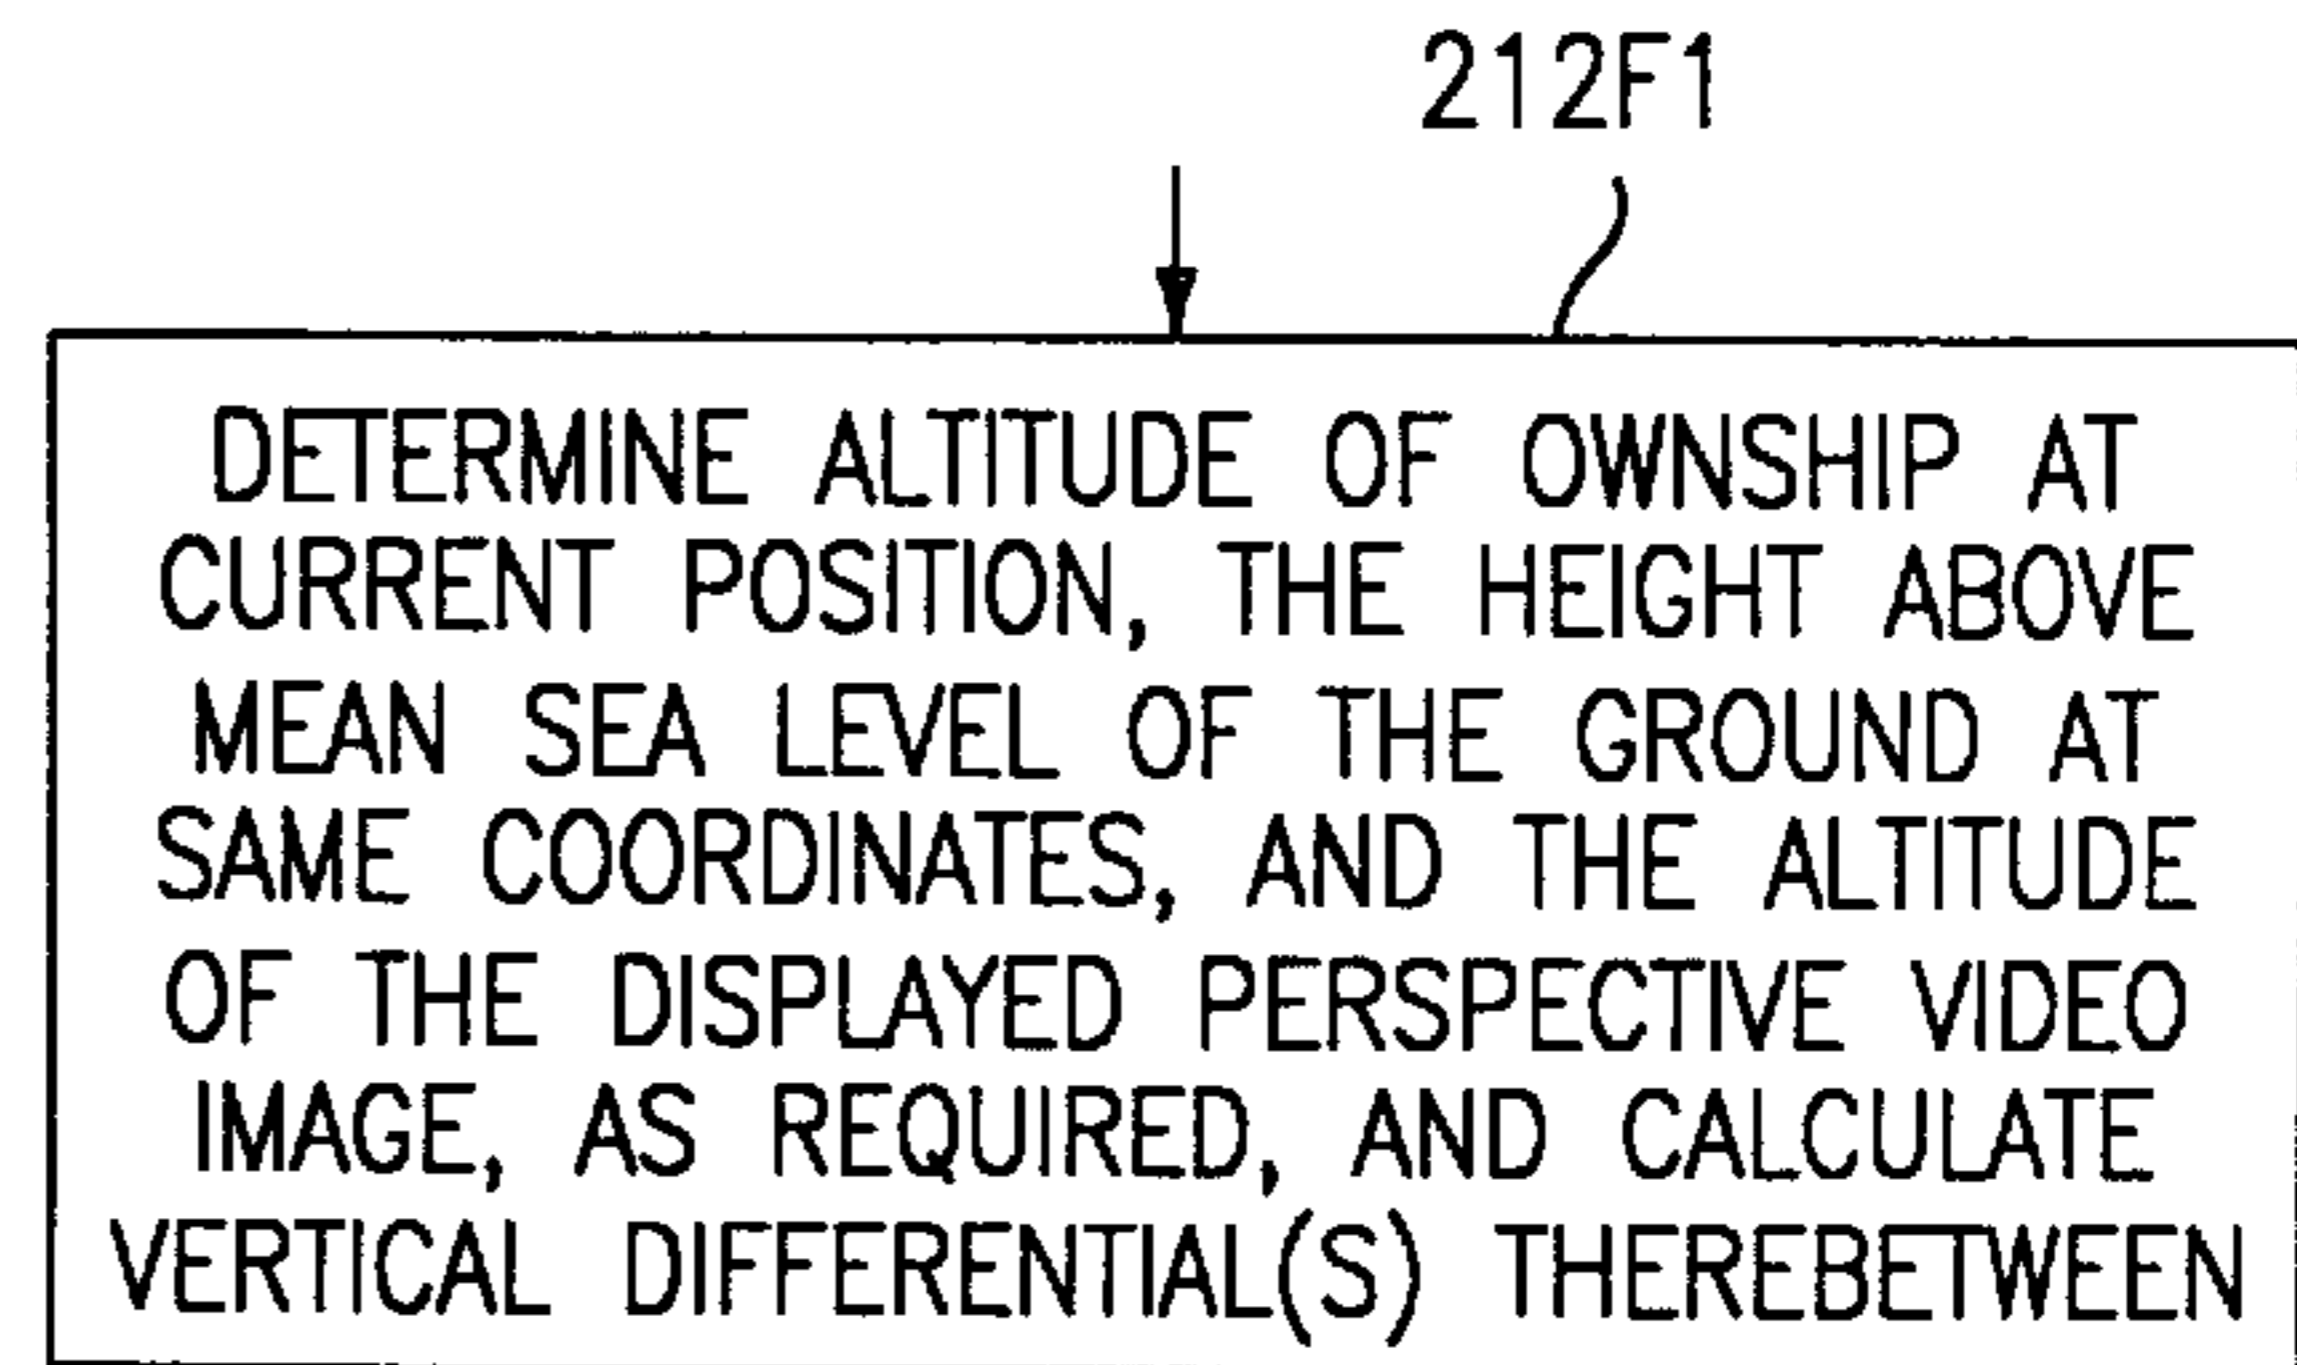 212F1
DETERMINE ALTITUDE OF OWNSHIP AT
CURRENT POSITION, THE HEIGHT ABOVE
MEAN SEA LEVEL OF THE GROUND AT
SAME COORDINATES, AND THE ALTITUDE
OF THE DISPLAYED PERSPECTIVE VIDEO
IMAGE, AS REQUIRED, AND CALCULATE
VERTICAL DIFFERENTIAL(S) THEREBETWEEN